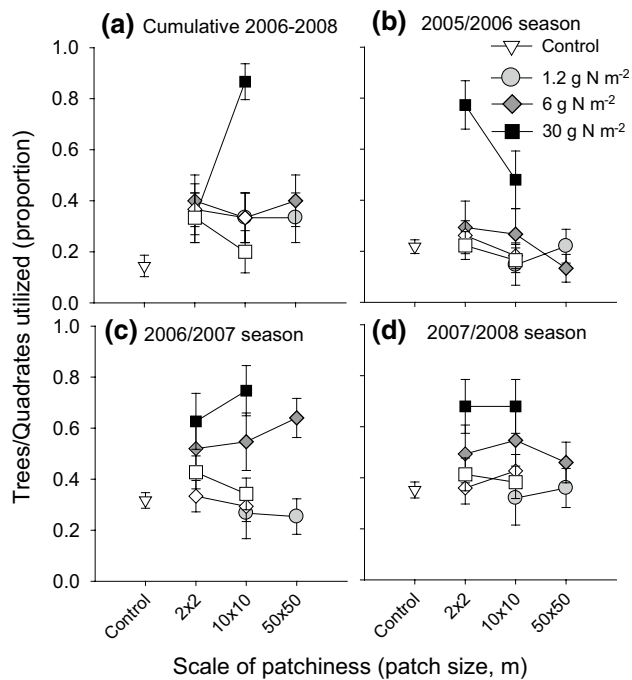 (a) Cumulative 2006-2008
(b) 2005/2006 season
Control
1.2 g N m-2
6 g N m-2
30 g N m-2
1.0
0.8
0.6
0.4
0.2
0.0
(c) 2006/2007 season
(d) 2007/2008 season
1.0
0.8
0.6
0.4
0.2
0.0
Trees/Quadrates utilized (proportion)
Control
2x2
10x10
50x50
Control
2x2
10x10
50x50
Scale of patchiness (patch size, m)